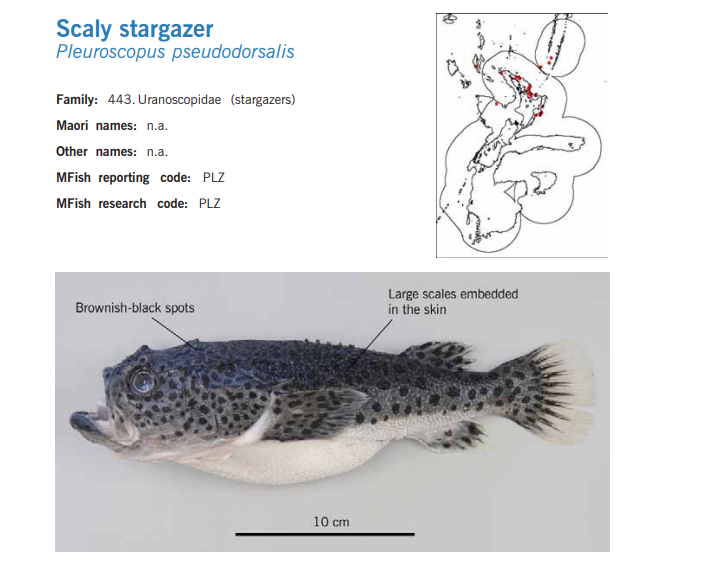 Scaly stargazer
Pleuroscopus pseudodorsalis
Family: 443. Uranoscopidae (stargazers)
Maori names: n.a.
Other names: n.a.
MFish reporting code: PLZ
MFish research code: PLZ
Brownish-black spots
Large scales embedded
in the skin
10 cm